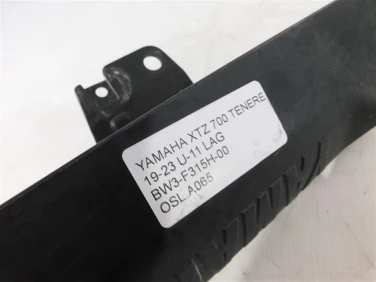 YAMAHA XTZ 700 TENERE
19-23 U-11 LAG
BW3-F315H-00
OSL.A065